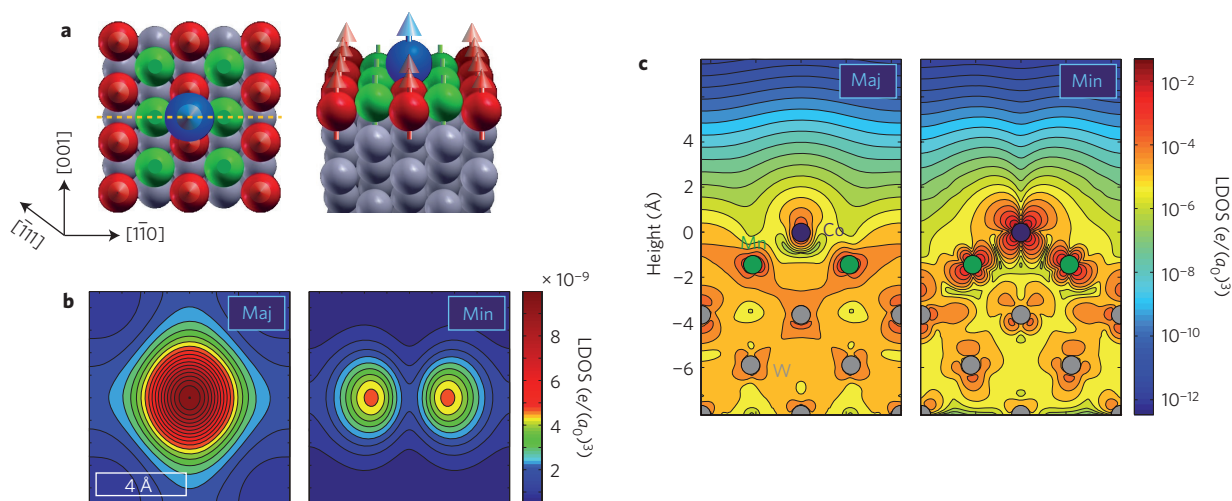 a
[001]
[1̄11]
[11̄0]
b
Maj
Min
4 Å
× 10⁻⁹
8
6
4
2
LDOS (e/(a₀)³)
c
Maj
Min
Height (Å)
4
2
0
−2
−4
−6
Co
Mn
W
10⁻²
10⁻⁴
10⁻⁶
10⁻⁸
10⁻¹⁰
10⁻¹²
LDOS (e/(a₀)³)